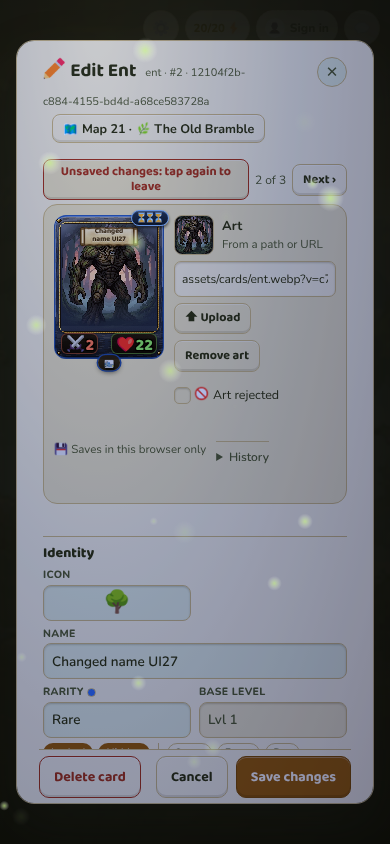 20/20
Sign in
Edit Ent ent · #2 · 12104f2b-
c884-4155-bd4d-a68ce583728a
Map 21 · The Old Bramble
Unsaved changes: tap again to
leave
2 of 3
Next ›
Changed
name UI27
2
22
Art
From a path or URL
assets/cards/ent.webp?v=c7
Upload
Remove art
Art rejected
Saves in this browser only
History
Identity
ICON
NAME
Changed name UI27
RARITY
BASE LEVEL
Rare
Lvl 1
Delete card
Cancel
Save changes